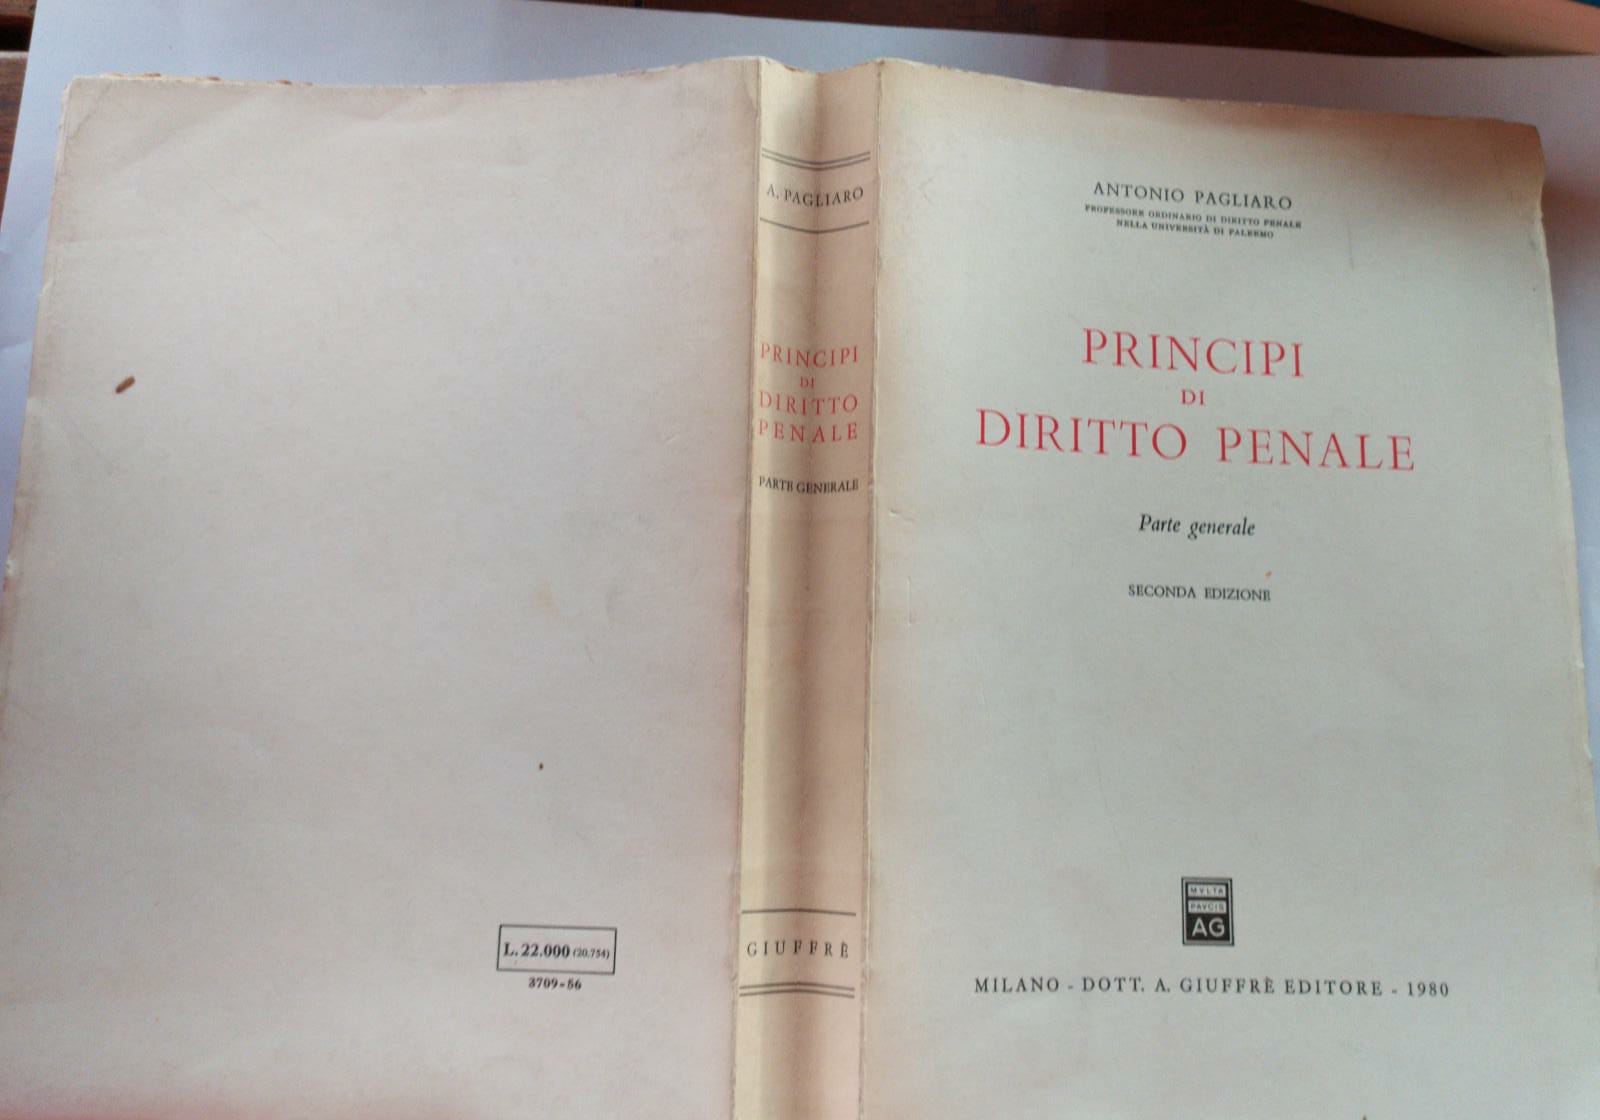 L. 22.000 (20.754)
3709-56
A. PAGLIARO
PRINCIPI
DI
DIRITTO
PENALE
PARTE GENERALE
GIUFFRÈ
ANTONIO PAGLIARO
PROFESSORE ORDINARIO DI DIRITTO PENALE
NELLA UNIVERSITÀ DI PALERMO
PRINCIPI
DI
DIRITTO PENALE
Parte generale
SECONDA EDIZIONE
MVLTA
PAVCIS
AG
MILANO - DOTT. A. GIUFFRÈ EDITORE - 1980